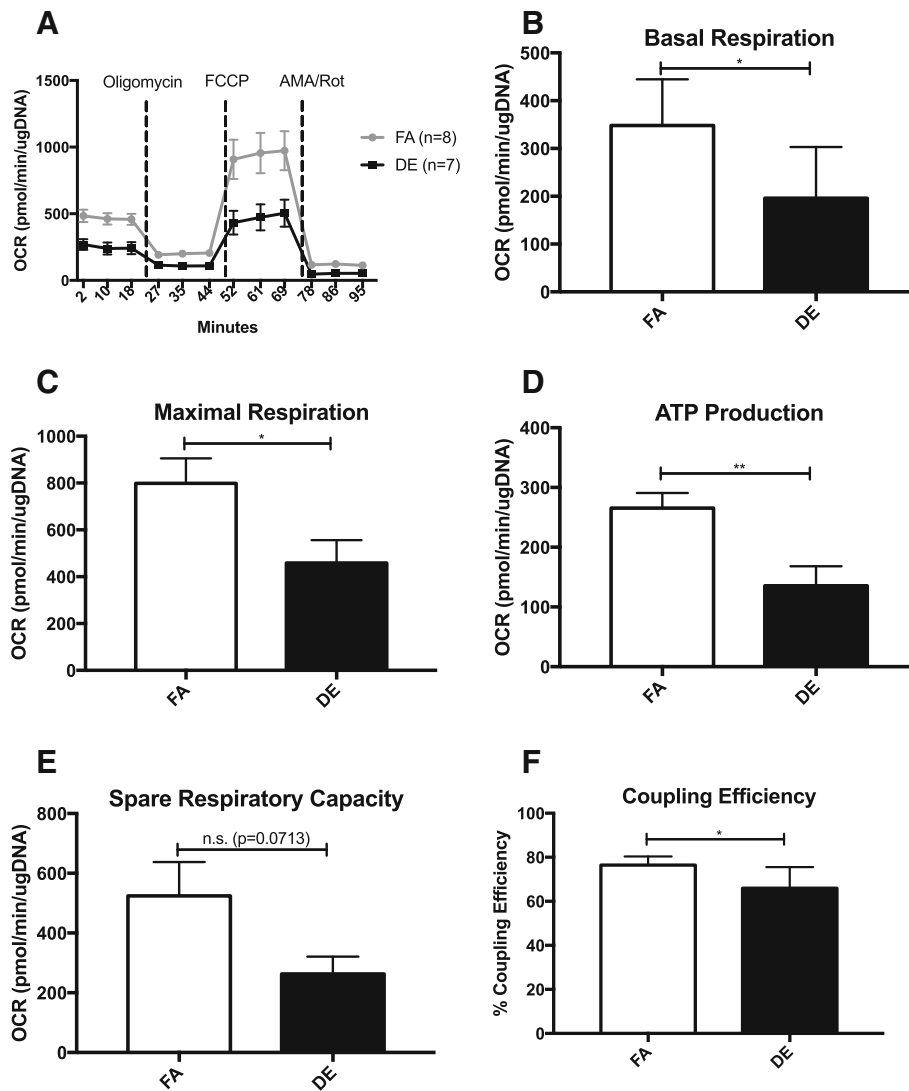 A
Oligomycin FCCP AMA/Rot
OCR (pmol/min/ugDNA)
1500
1000
500
0
2 10 18 27 35 44 52 61 69 78 86 95
Minutes
FA (n=8)
DE (n=7)
B
Basal Respiration
OCR (pmol/min/ugDNA)
500
400
300
200
100
0
*
FA DE
C
Maximal Respiration
OCR (pmol/min/ugDNA)
1000
800
600
400
200
0
*
FA DE
D
ATP Production
OCR (pmol/min/ugDNA)
400
300
200
100
0
**
FA DE
E
Spare Respiratory Capacity
OCR (pmol/min/ugDNA)
800
600
400
200
0
n.s. (p=0.0713)
FA DE
F
Coupling Efficiency
% Coupling Efficiency
100
80
60
40
20
0
*
FA DE